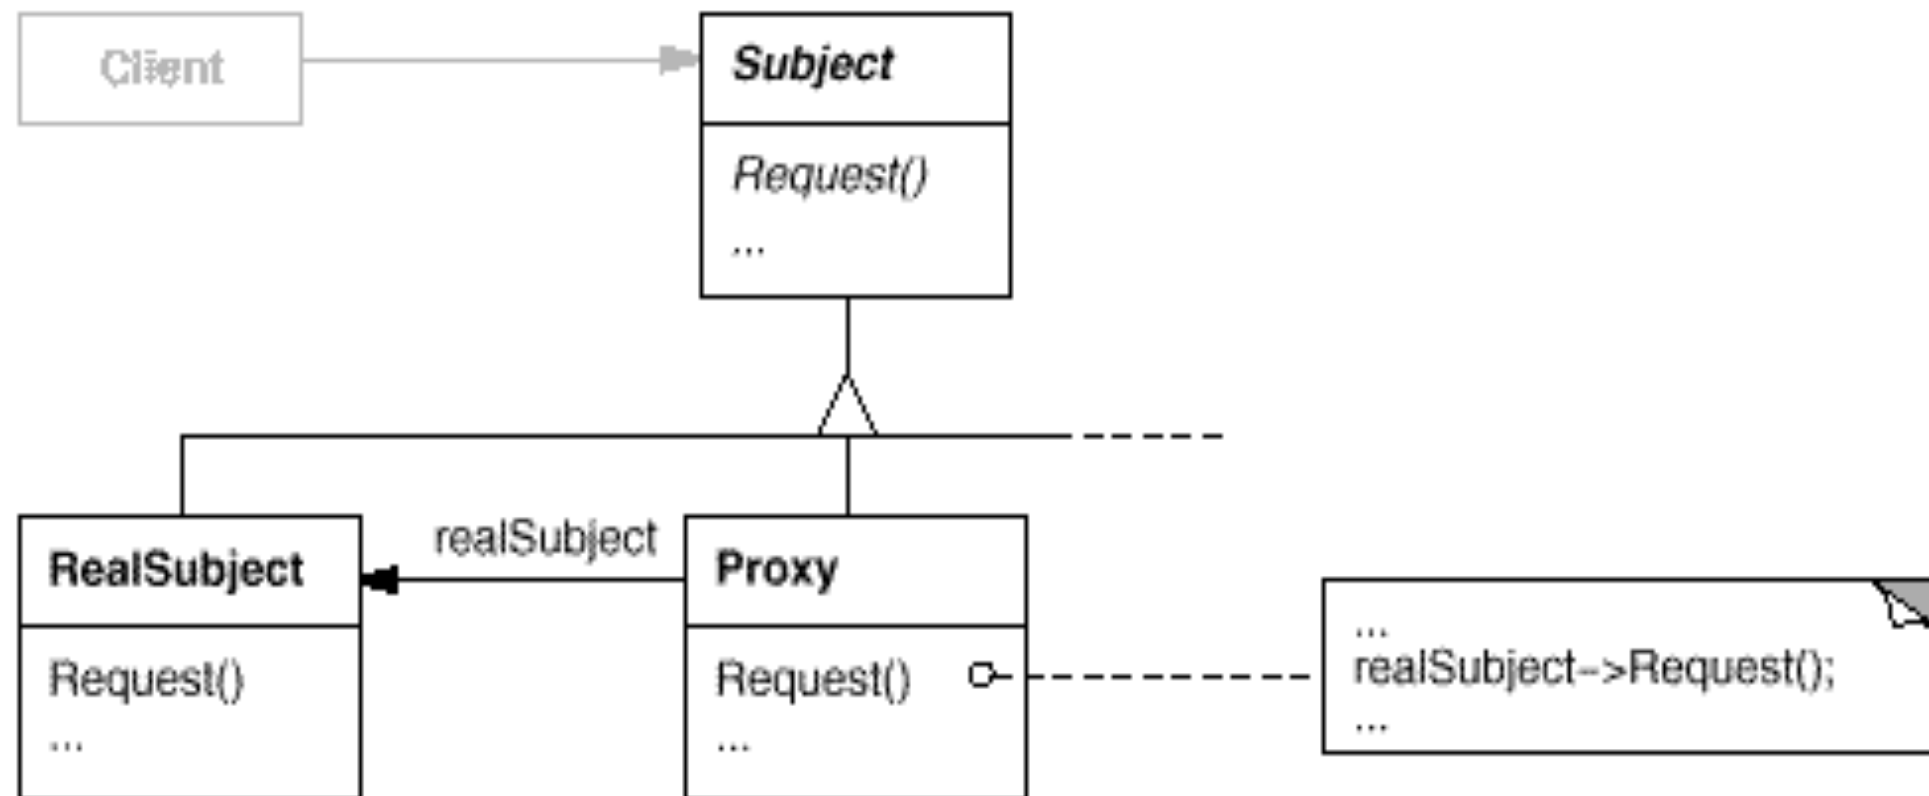 Client
Subject
Request()
...
realSubject
RealSubject
Request()
...
Proxy
Request()
...
...
realSubject–>Request();
...